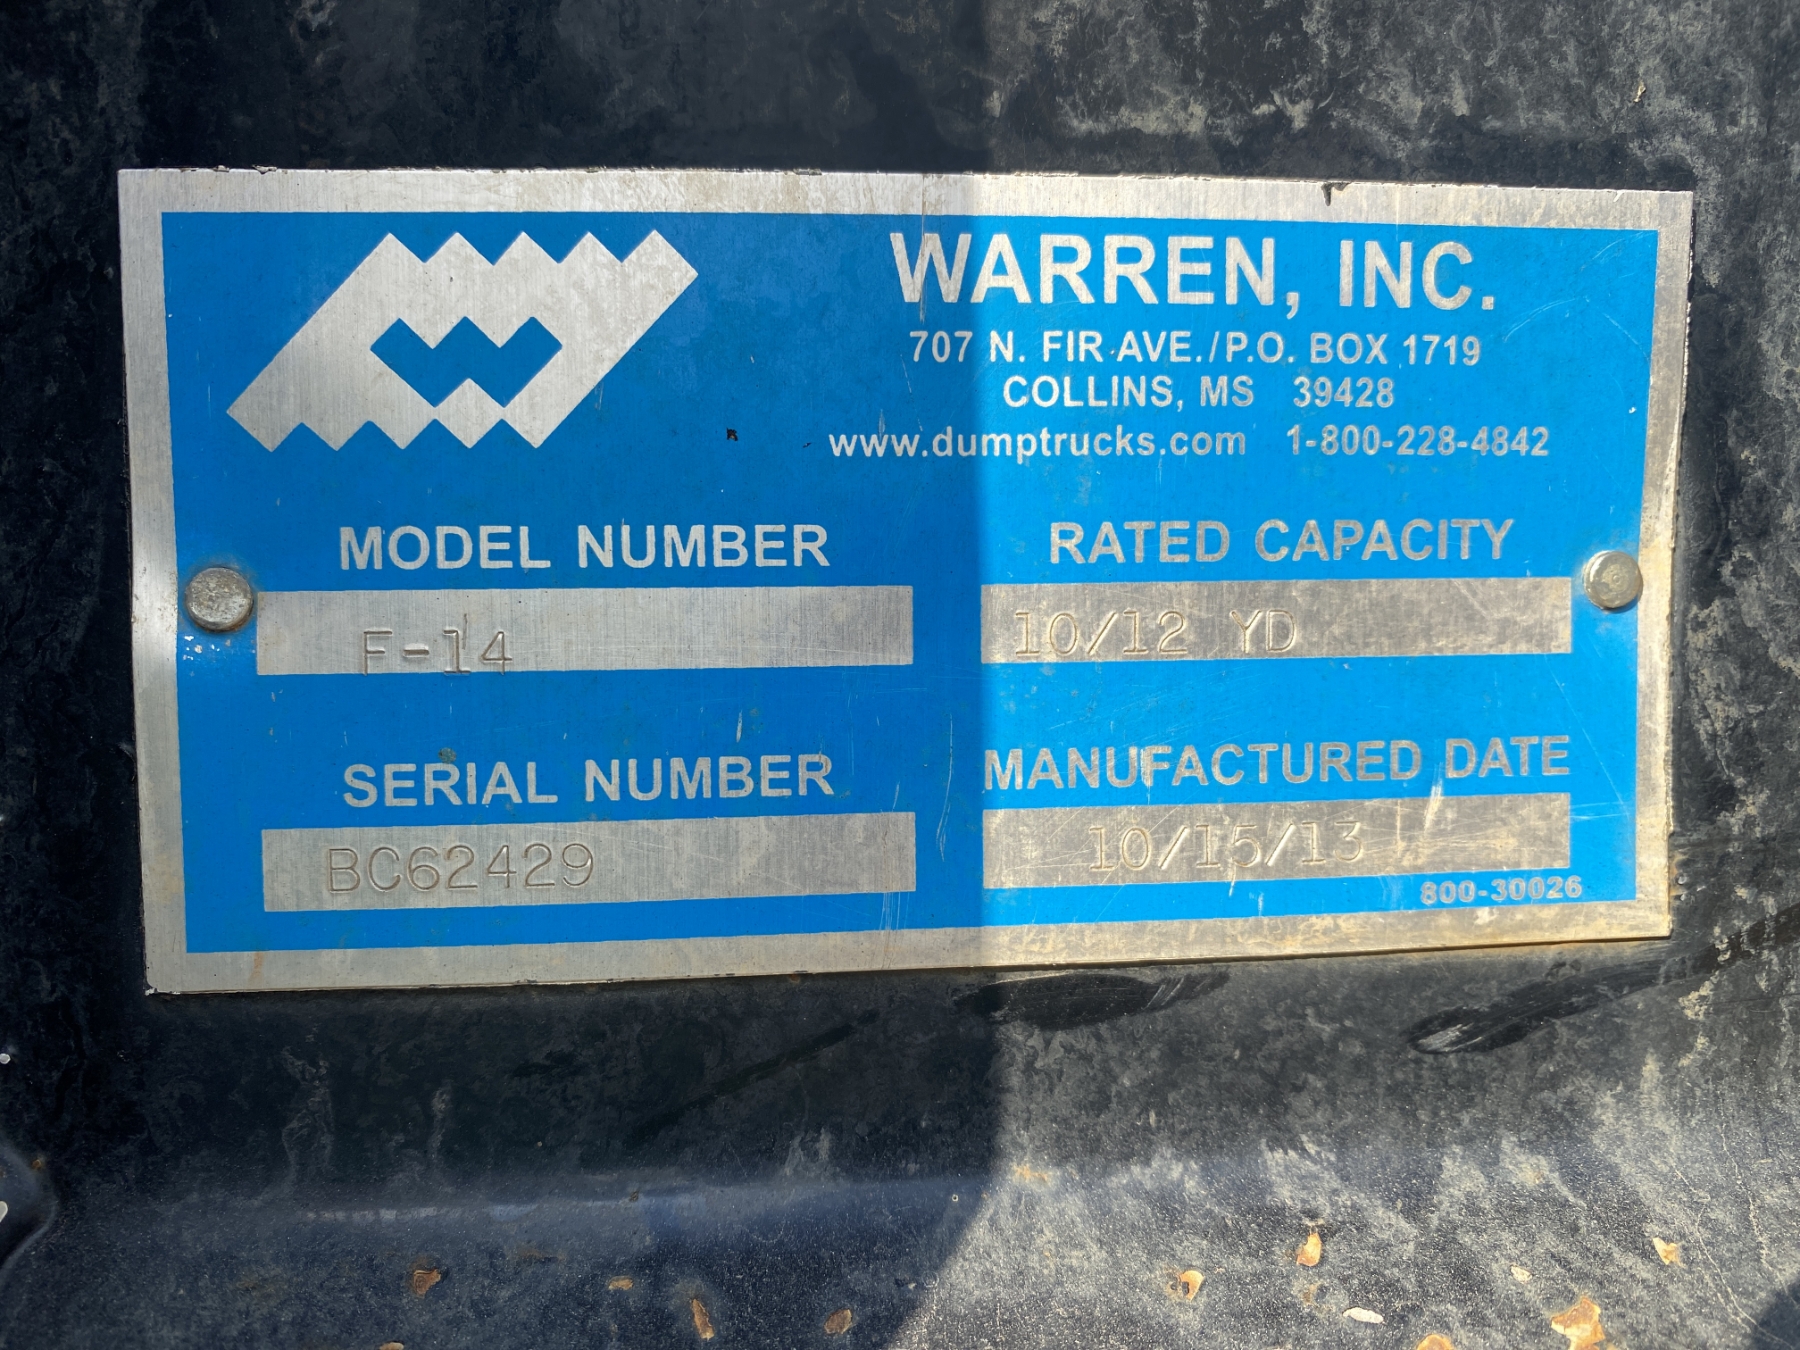 WARREN, INC.
707 N. FIR AVE./P.O. BOX 1719
COLLINS, MS 39428
www.dumptrucks.com 1-800-228-4842
MODEL NUMBER
F-14
RATED CAPACITY
10/12 YD
SERIAL NUMBER
BC62429
MANUFACTURED DATE
10/15/13
800-30026